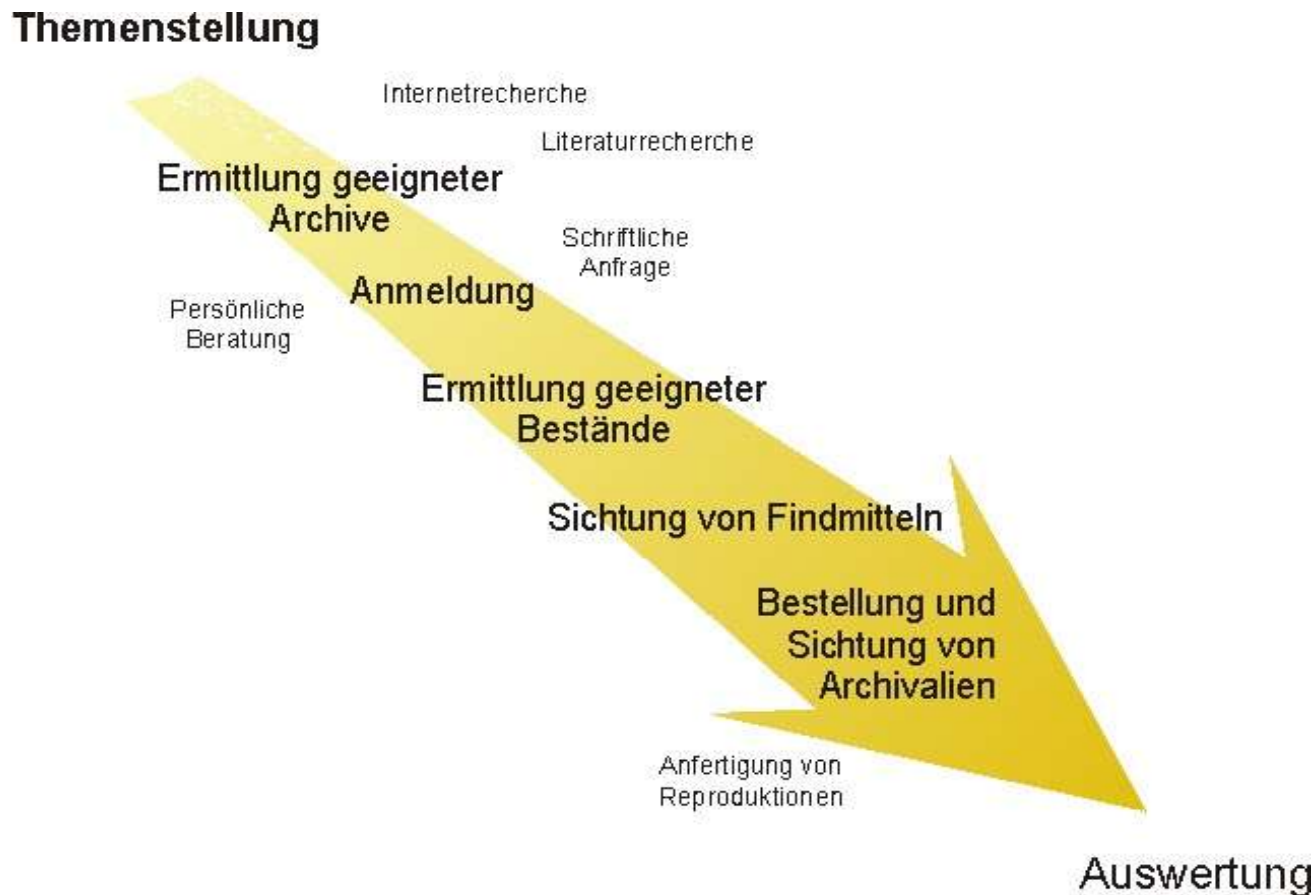 Themenstellung
Internetrecherche
Literaturrecherche
Ermittlung geeigneter
Archive
Schriftliche
Anfrage
Anmeldung
Persönliche
Beratung
Ermittlung geeigneter
Bestände
Sichtung von Findmitteln
Bestellung und
Sichtung von
Archivalien
Anfertigung von
Reproduktionen
Auswertung